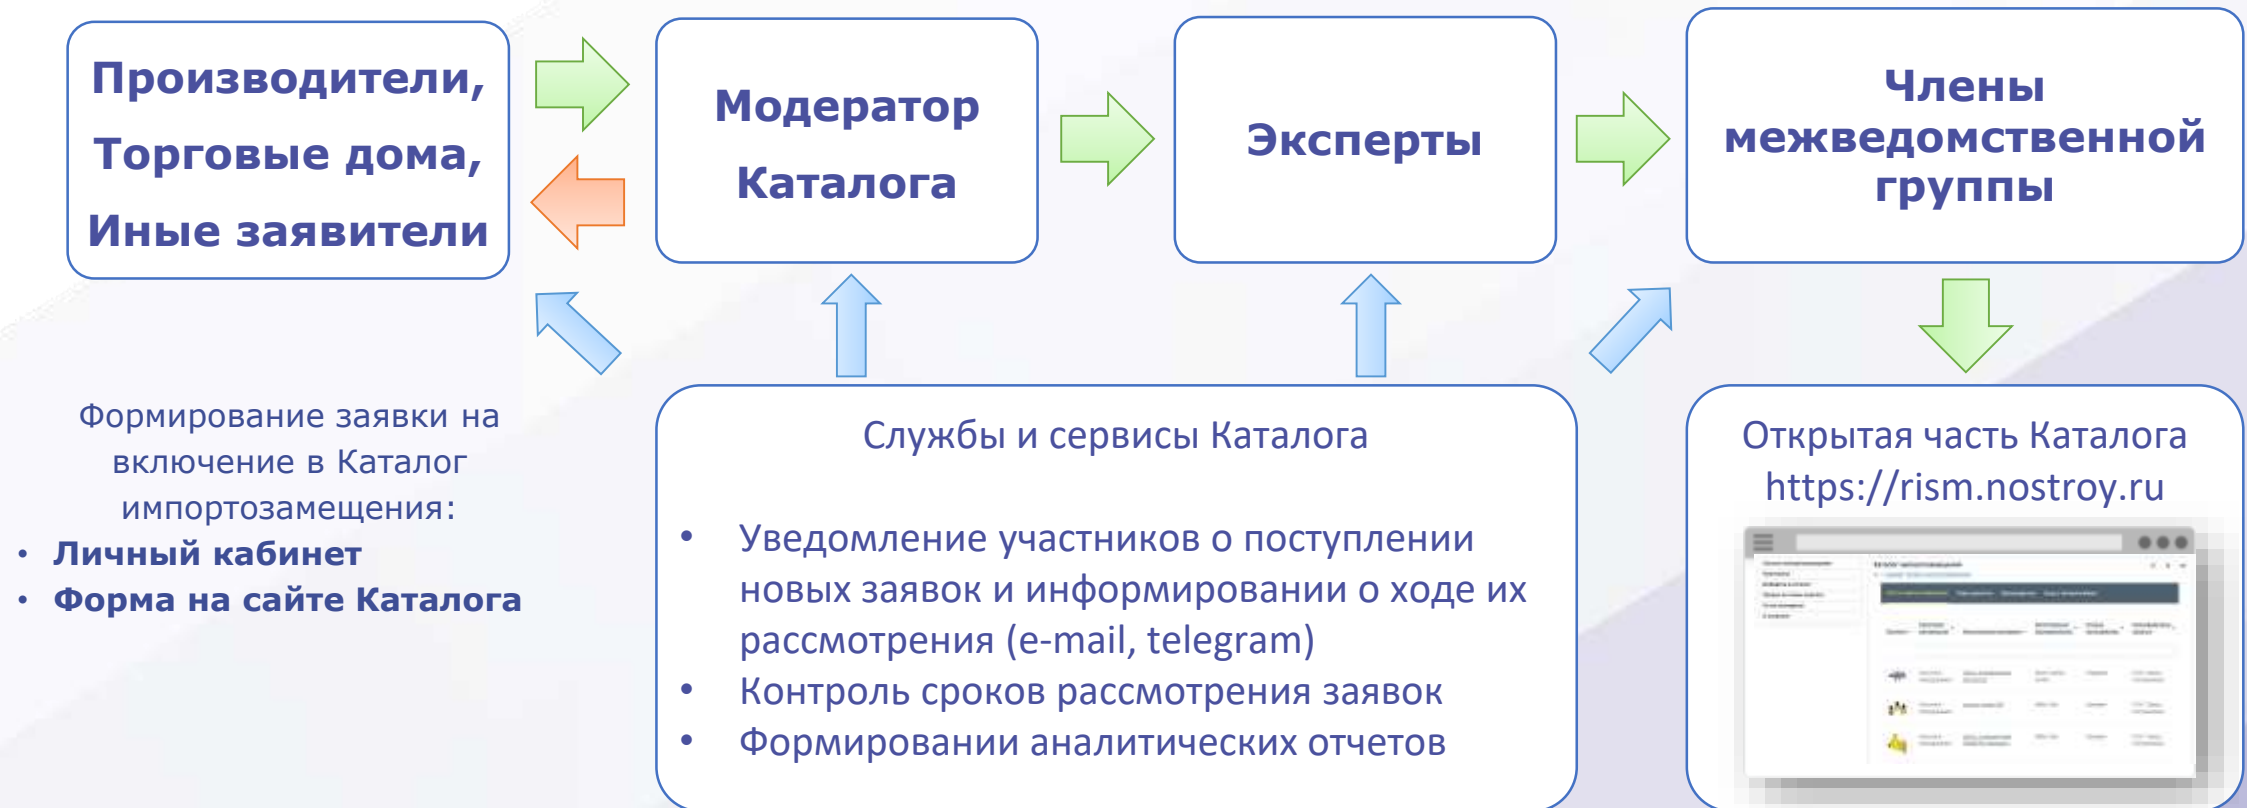 Производители,
Торговые дома,
Иные заявители
Модератор
Каталога
Эксперты
Члены
межведомственной
группы
Формирование заявки на
включение в Каталог
импортозамещения:
• Личный кабинет
• Форма на сайте Каталога
Службы и сервисы Каталога
• Уведомление участников о поступлении
новых заявок и информировании о ходе их
рассмотрения (e-mail, telegram)
• Контроль сроков рассмотрения заявок
• Формировании аналитических отчетов
Открытая часть Каталога
https://rism.nostroy.ru